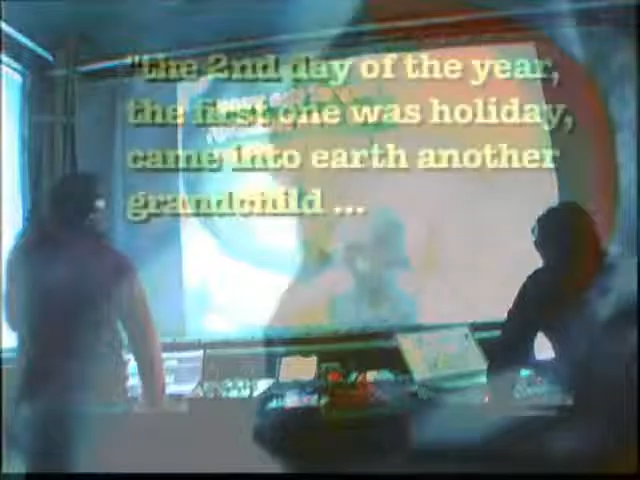 "the 2nd day of the year,
the first one was holiday,
came into earth another
grandchild ...